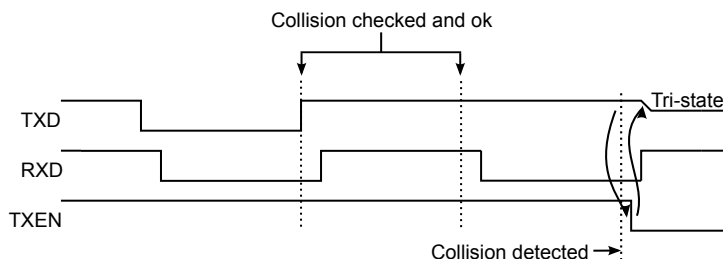 Collision checked and ok
Tri-state
TXD
RXD
TXEN
Collision detected